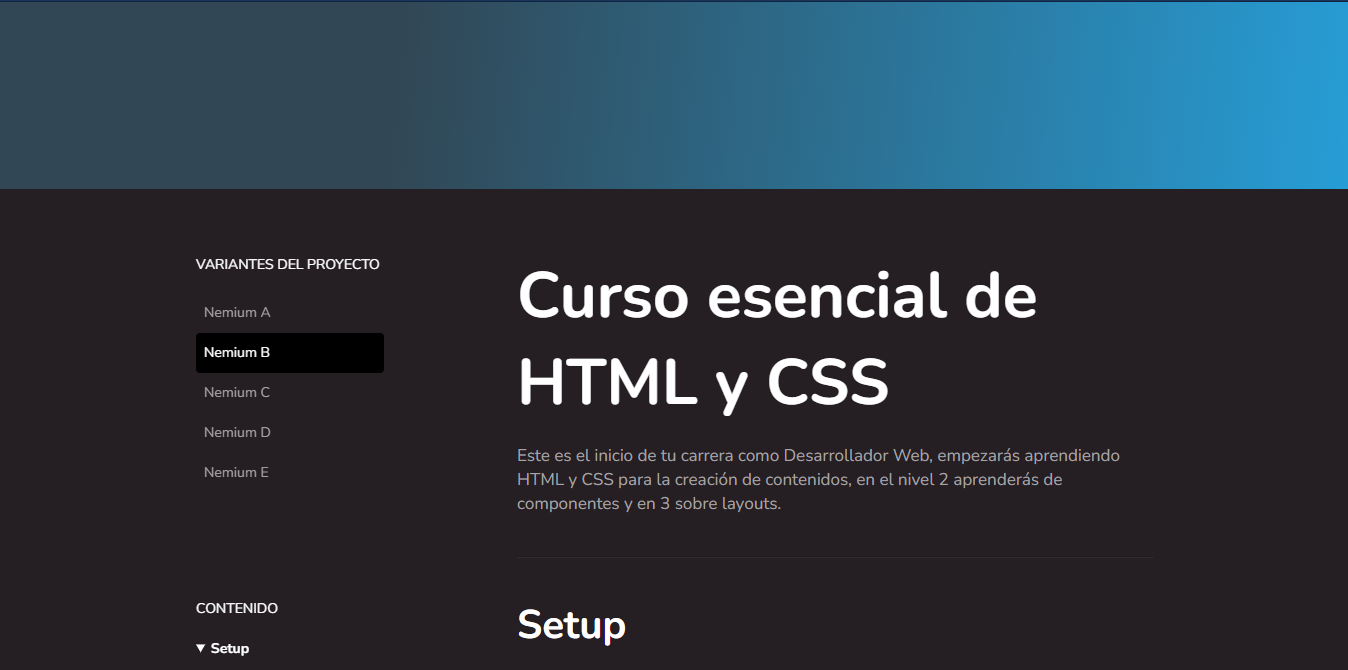 VARIANTES DEL PROYECTO
Nemium A
Nemium B
Nemium C
Nemium D
Nemium E
CONTENIDO
Setup
Curso esencial de
HTML y CSS
Este es el inicio de tu carrera como Desarrollador Web, empezarás aprendiendo
HTML y CSS para la creación de contenidos, en el nivel 2 aprenderás de
componentes y en 3 sobre layouts.
Setup